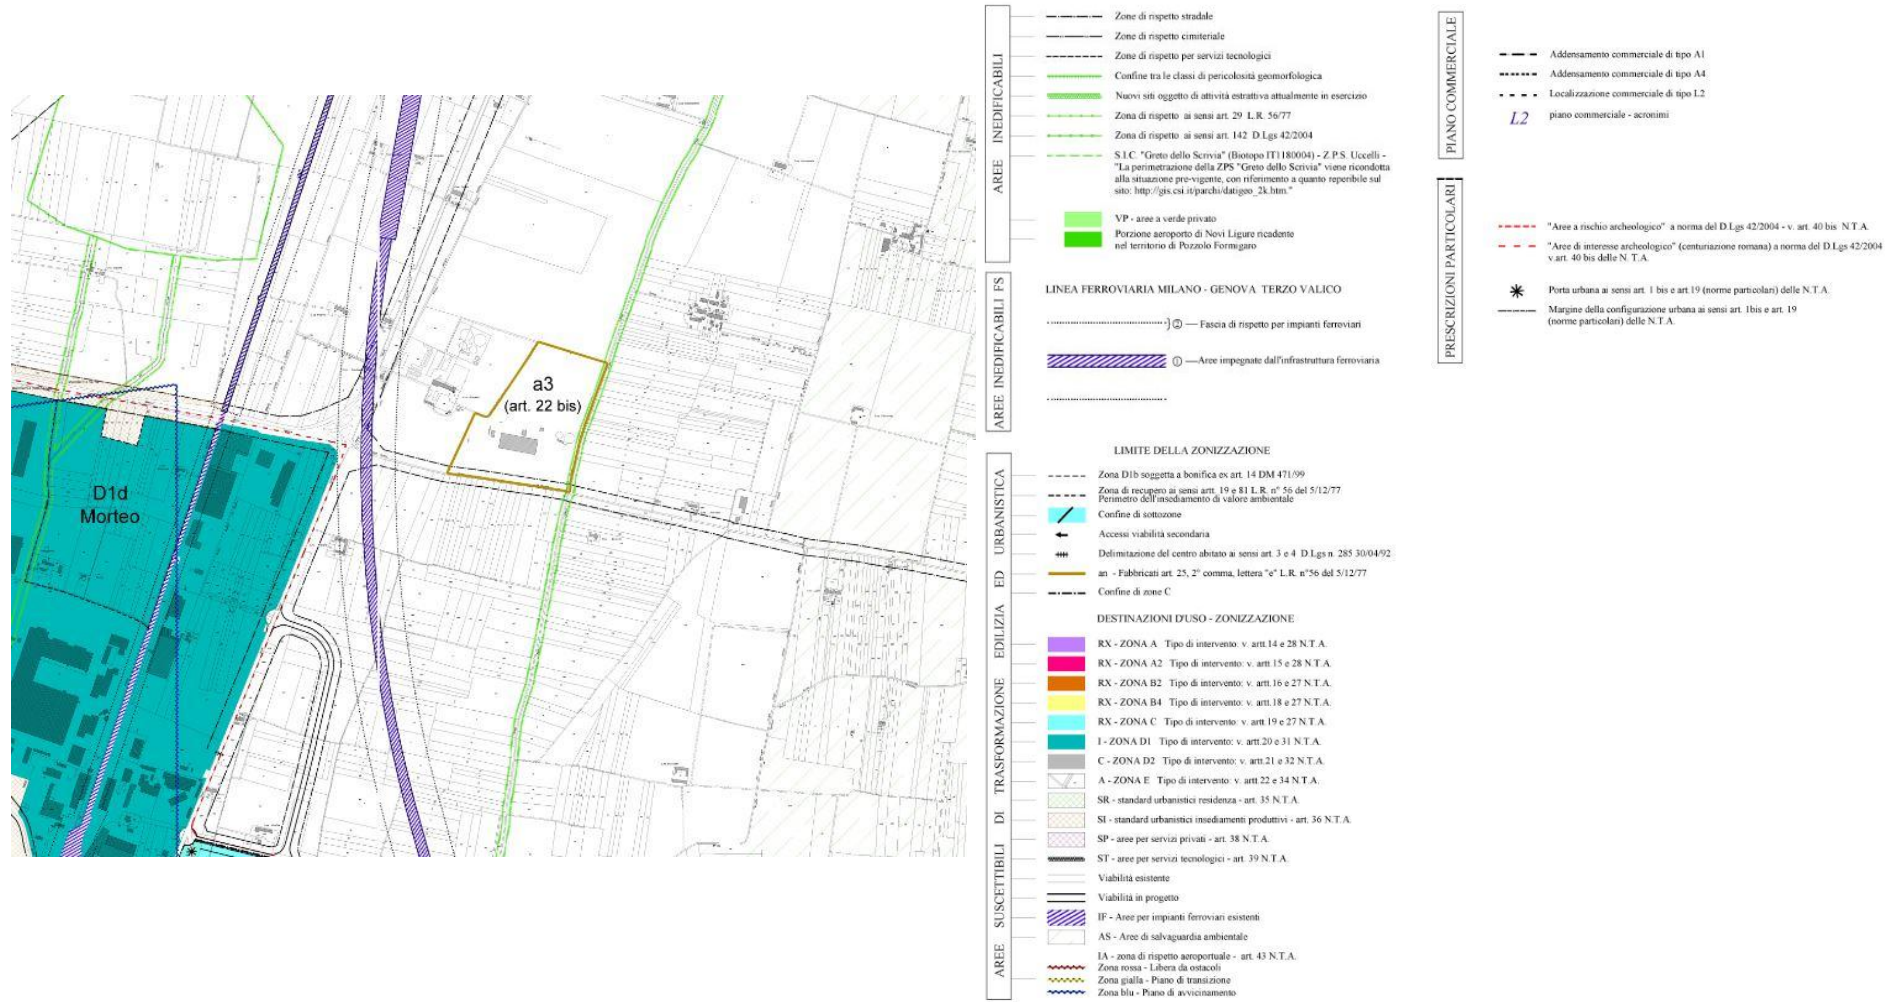 a3
(art. 22 bis)
D1d
Morteo
AREE INEDIFICABILI
Zone di rispetto stradale
Zone di rispetto cimiteriale
Zone di rispetto per servizi tecnologici
Confine tra le classi di pericolosità geomorfologica
Nuovi siti oggetto di attività estrattiva attualmente in esercizio
Zona di rispetto ai sensi art. 29 L.R. 56/77
Zona di rispetto ai sensi art. 142 D.Lgs 42/2004
S.I.C. "Greto dello Scrivia" (Biotopo IT1180004) - Z.P.S. Uccelli -
"La perimetrazione della ZPS "Greto dello Scrivia" viene ricondotta
alla situazione pre-vigente, con riferimento a quanto reperibile sul
sito: http://gis.csi.it/parchi/datigeo_2k.htm."
VP - aree a verde privato
Porzione aeroporto di Novi Ligure ricadente
nel territorio di Pozzolo Formigaro
AREE INEDIFICABILI FS
LINEA FERROVIARIA MILANO - GENOVA TERZO VALICO
② — Fascia di rispetto per impianti ferroviari
① —Aree impegnate dall'infrastruttura ferroviaria
AREE SUSCETTIBILI DI TRASFORMAZIONE EDILIZIA ED URBANISTICA
LIMITE DELLA ZONIZZAZIONE
Zona D1b soggetta a bonifica ex art. 14 DM 471/99
Zona di recupero ai sensi artt. 19 e 81 L.R. n° 56 del 5/12/77
Perimetro dell'insediamento di valore ambientale
Confine di sottozone
Accessi viabilità secondaria
Delimitazione del centro abitato ai sensi art. 3 e 4 D.Lgs n. 285 30/04/92
an - Fabbricati art. 25, 2° comma, lettera "e" L.R. n°56 del 5/12/77
Confine di zone C
DESTINAZIONI D'USO - ZONIZZAZIONE
RX - ZONA A Tipo di intervento: v. artt.14 e 28 N.T.A.
RX - ZONA A2 Tipo di intervento: v. artt.15 e 28 N.T.A.
RX - ZONA B2 Tipo di intervento: v. artt.16 e 27 N.T.A.
RX - ZONA B4 Tipo di intervento: v. artt.18 e 27 N.T.A.
RX - ZONA C Tipo di intervento: v. artt.19 e 27 N.T.A.
I - ZONA D1 Tipo di intervento: v. artt.20 e 31 N.T.A.
C - ZONA D2 Tipo di intervento: v. artt.21 e 32 N.T.A.
A - ZONA E Tipo di intervento: v. artt.22 e 34 N.T.A.
SR - standard urbanistici residenza - art. 35 N.T.A.
SI - standard urbanistici insediamenti produttivi - art. 36 N.T.A.
SP - aree per servizi privati - art. 38 N.T.A.
ST - aree per servizi tecnologici - art. 39 N.T.A.
Viabilità esistente
Viabilità in progetto
IF - Aree per impianti ferroviari esistenti
AS - Aree di salvaguardia ambientale
IA - zona di rispetto aeroportuale - art. 43 N.T.A.
Zona rossa - Libera da ostacoli
Zona gialla - Piano di transizione
Zona blu - Piano di avvicinamento
PIANO COMMERCIALE
Addensamento commerciale di tipo A1
Addensamento commerciale di tipo A4
Localizzazione commerciale di tipo L2
L2 piano commerciale - acronimi
PRESCRIZIONI PARTICOLARI
"Aree a rischio archeologico" a norma del D.Lgs 42/2004 - v. art. 40 bis N.T.A.
"Aree di interesse archeologico" (centuriazione romana) a norma del D.Lgs 42/2004
v.art. 40 bis delle N. T.A.
Porta urbana ai sensi art. 1 bis e art.19 (norme particolari) delle N.T.A.
Margine della configurazione urbana ai sensi art. 1bis e art. 19
(norme particolari) delle N.T.A.